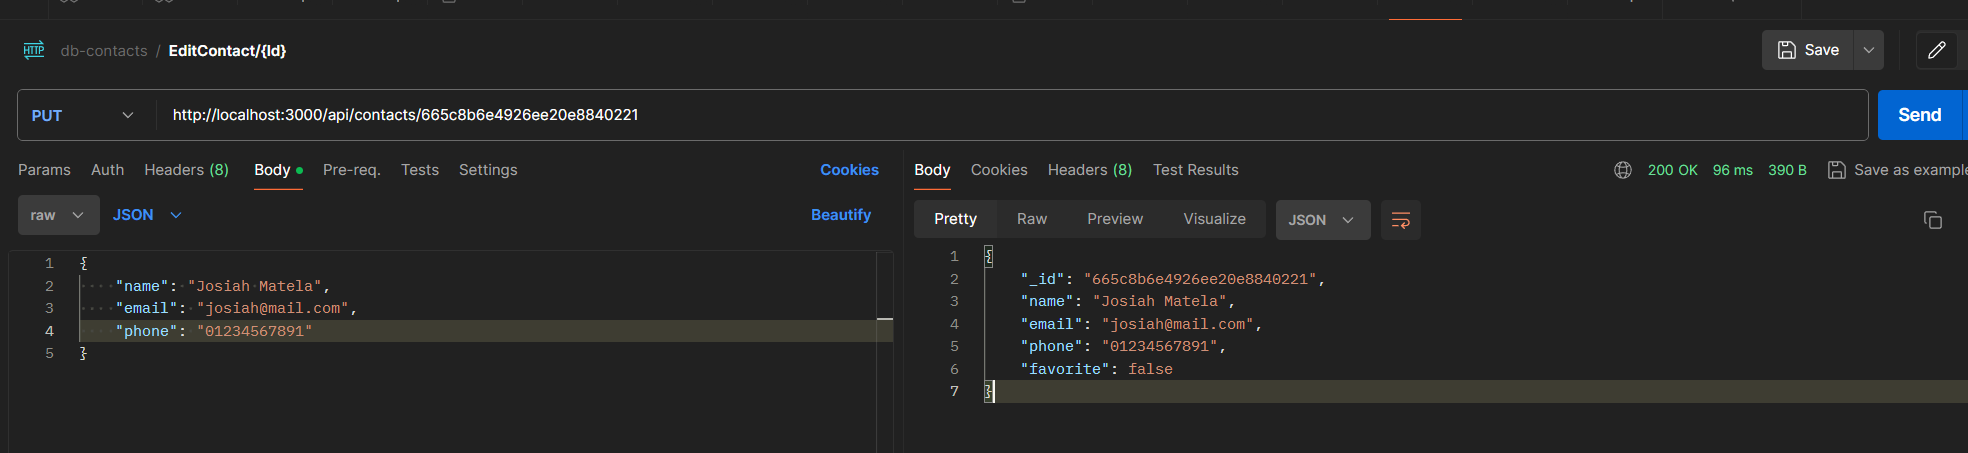 HTTP db-contacts / EditContact/{Id} Save
PUT http://localhost:3000/api/contacts/665c8b6e4926ee20e8840221 Send
Params Auth Headers (8) Body Pre-req. Tests Settings Cookies
raw JSON Beautify
1 {
2 "name": "Josiah Matela",
3 "email": "josiah@mail.com",
4 "phone": "01234567891"
5 }
Body Cookies Headers (8) Test Results 200 OK 96 ms 390 B Save as example
Pretty Raw Preview Visualize JSON
1 {
2 "_id": "665c8b6e4926ee20e8840221",
3 "name": "Josiah Matela",
4 "email": "josiah@mail.com",
5 "phone": "01234567891",
6 "favorite": false
7 }